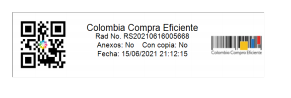 Colombia Compra Eficiente
Rad No. RS20210616005668
Anexos: No Con copia: No
Fecha: 15/06/2021 21:12:15
Colombia Compra Eficiente